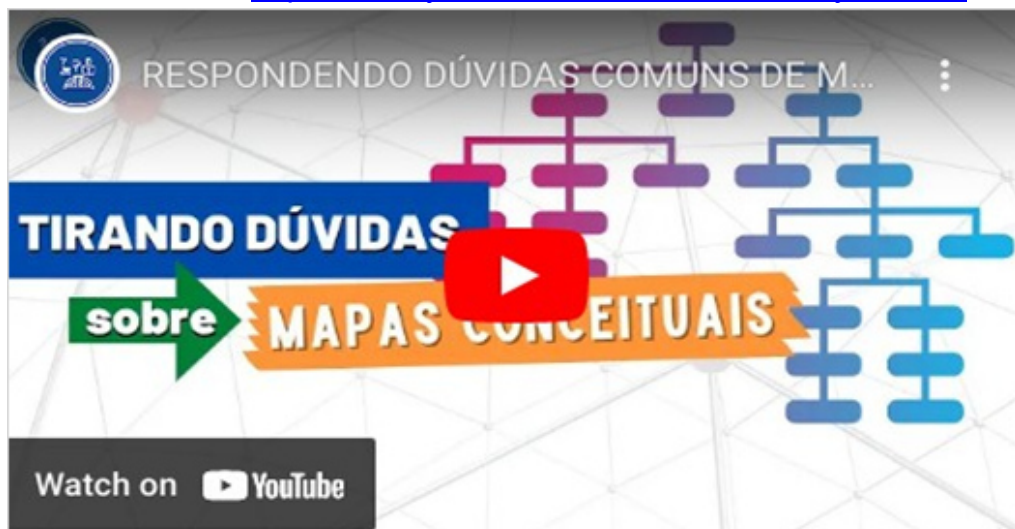 RESPONDENDO DÚVIDAS COMUNS DE M...
TIRANDO DÚVIDAS
sobre
MAPAS CONCEITUAIS
Watch on YouTube